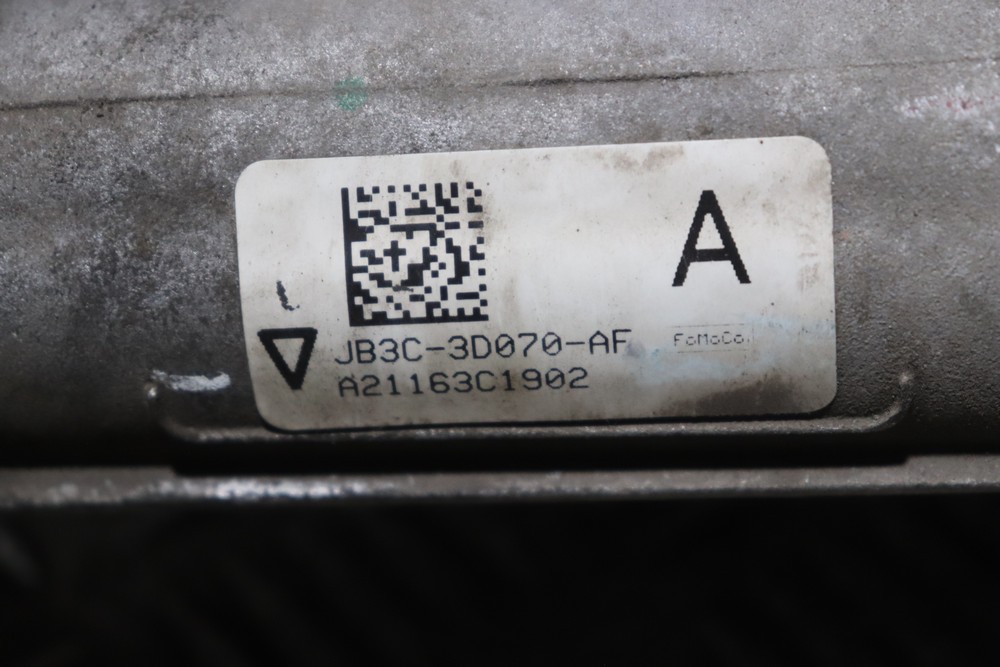 A
JB3C-3D070-AF
FoMoCo.
A21163C1902